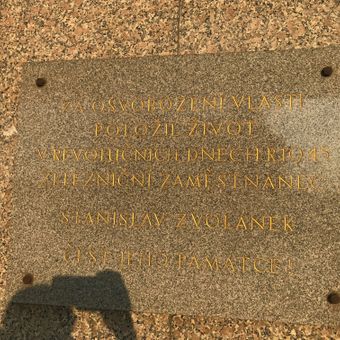 ZA OSVOBOZENÍ VLASTI
POLOŽIL ŽIVOT
V REVOLUČNÍCH DNECH R.1945
ŽELEZNIČNÍ ZAMĚSTNANEC
STANISLAV ZVOLÁNEK
ČEST JEHO PAMÁTCE!